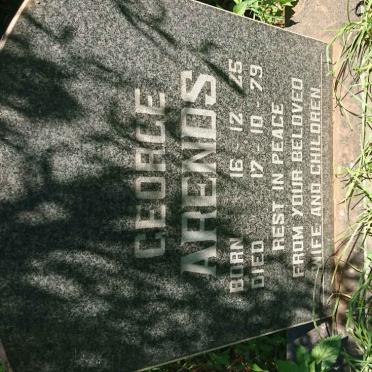 GEORGE
ARENDS
BORN 16 12 25
DIED 17 - 10 - 79
REST IN PEACE
FROM YOUR BELOVED
WIFE AND CHILDREN